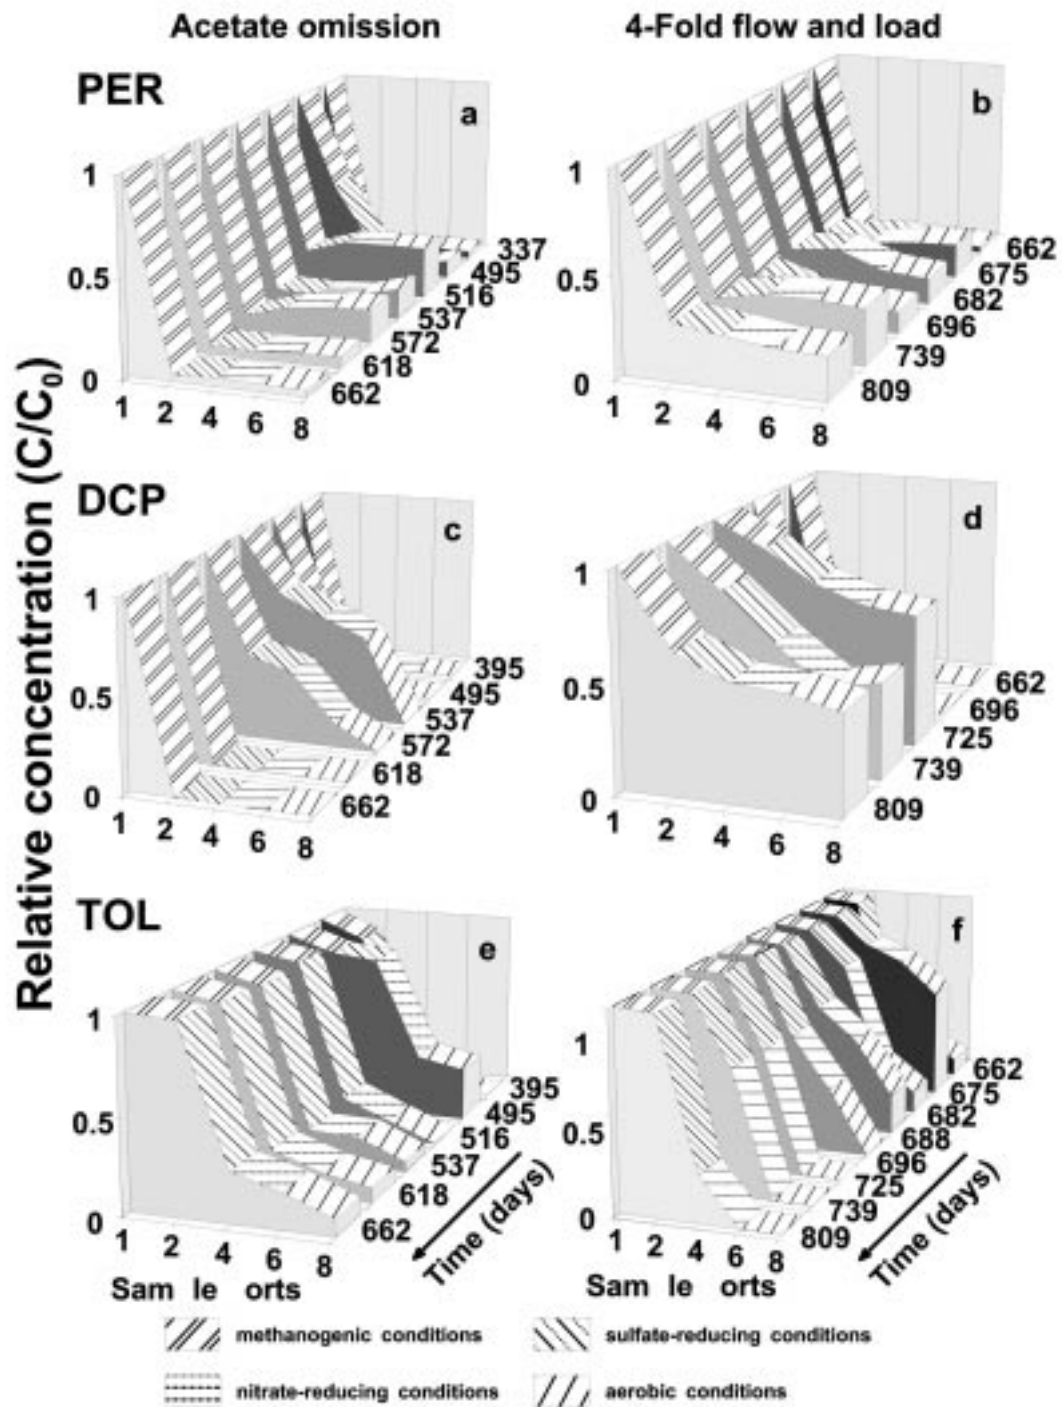 Acetate omission
4-Fold flow and load
PER
a
b
1
0.5
0
1 2 4 6 8
337
495
516
537
572
618
662
1
0.5
0
1 2 4 6 8
662
675
682
696
739
809
Relative concentration (C/C0)
DCP
c
d
1
0.5
0
1 2 4 6 8
395
495
537
572
618
662
1
0.5
0
1 2 4 6 8
662
696
725
739
809
TOL
e
f
1
0.5
0
1 2 4 6 8
395
495
516
537
618
662
Time (days)
Sam le orts
1
0.5
0
1 2 4 6 8
662
675
682
688
696
725
739
809
Time (days)
Sam le orts
methanogenic conditions
sulfate-reducing conditions
nitrate-reducing conditions
aerobic conditions